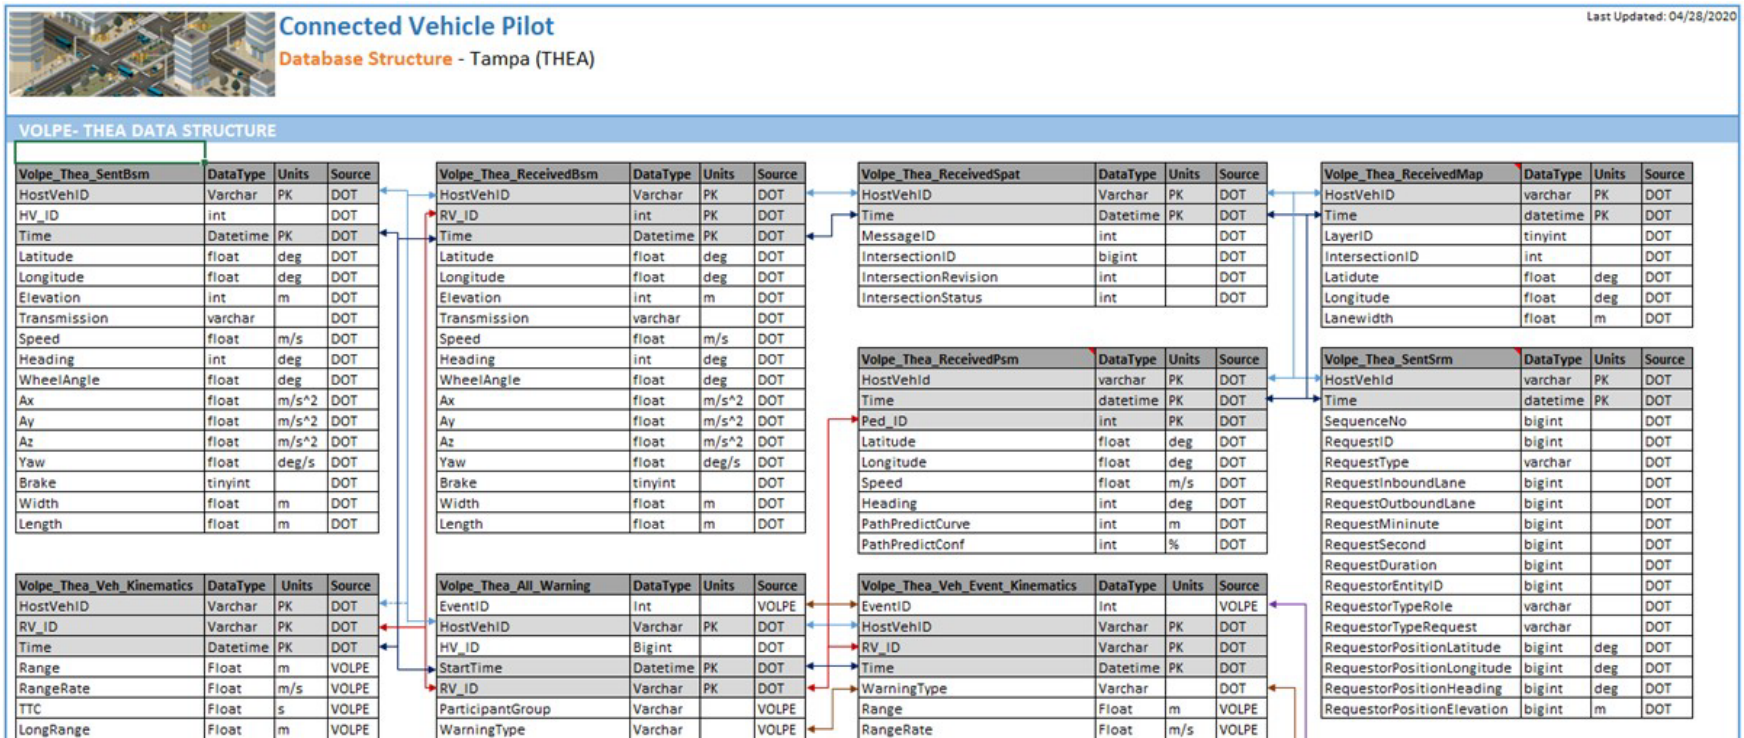 Connected Vehicle Pilot
Last Updated: 04/28/2020
Database Structure - Tampa (THEA)
VOLPE- THEA DATA STRUCTURE
Volpe_Thea_SentBsm DataType Units Source
HostVehID Varchar PK DOT
HV_ID int DOT
Time Datetime PK DOT
Latitude float deg DOT
Longitude float deg DOT
Elevation int m DOT
Transmission varchar DOT
Speed float m/s DOT
Heading int deg DOT
WheelAngle float deg DOT
Ax float m/s^2 DOT
Ay float m/s^2 DOT
Az float m/s^2 DOT
Yaw float deg/s DOT
Brake tinyint DOT
Width float m DOT
Length float m DOT
Volpe_Thea_ReceivedBsm DataType Units Source
HostVehID Varchar PK DOT
RV_ID int PK DOT
Time Datetime PK DOT
Latitude float deg DOT
Longitude float deg DOT
Elevation int m DOT
Transmission varchar DOT
Speed float m/s DOT
Heading int deg DOT
WheelAngle float deg DOT
Ax float m/s^2 DOT
Ay float m/s^2 DOT
Az float m/s^2 DOT
Yaw float deg/s DOT
Brake tinyint DOT
Width float m DOT
Length float m DOT
Volpe_Thea_ReceivedSpat DataType Units Source
HostVehID Varchar PK DOT
Time Datetime PK DOT
MessageID int DOT
IntersectionID bigint DOT
IntersectionRevision int DOT
IntersectionStatus int DOT
Volpe_Thea_ReceivedMap DataType Units Source
HostVehID varchar PK DOT
Time datetime PK DOT
LayerID tinyint DOT
IntersectionID int DOT
Latidute float deg DOT
Longitude float deg DOT
Lanewidth float m DOT
Volpe_Thea_ReceivedPsm DataType Units Source
HostVehId varchar PK DOT
Time datetime PK DOT
Ped_ID int PK DOT
Latitude float deg DOT
Longitude float deg DOT
Speed float m/s DOT
Heading int deg DOT
PathPredictCurve int m DOT
PathPredictConf int % DOT
Volpe_Thea_SentSrm DataType Units Source
HostVehId varchar PK DOT
Time datetime PK DOT
SequenceNo bigint DOT
RequestID bigint DOT
RequestType varchar DOT
RequestInboundLane bigint DOT
RequestOutboundLane bigint DOT
RequestMininute bigint DOT
RequestSecond bigint DOT
RequestDuration bigint DOT
RequestorEntityID bigint DOT
RequestorTypeRole varchar DOT
RequestorTypeRequest varchar DOT
RequestorPositionLatitude bigint deg DOT
RequestorPositionLongitude bigint deg DOT
RequestorPositionHeading bigint deg DOT
RequestorPositionElevation bigint m DOT
Volpe_Thea_Veh_Kinematics DataType Units Source
HostVehID Varchar PK DOT
RV_ID Varchar PK DOT
Time Datetime PK DOT
Range Float m VOLPE
RangeRate Float m/s VOLPE
TTC Float s VOLPE
LongRange Float m VOLPE
Volpe_Thea_All_Warning DataType Units Source
EventID Int VOLPE
HostVehID Varchar PK DOT
HV_ID Bigint DOT
StartTime Datetime PK DOT
RV_ID Varchar PK DOT
ParticipantGroup Varchar VOLPE
WarningType Varchar VOLPE
Volpe_Thea_Veh_Event_Kinematics DataType Units Source
EventID Int VOLPE
HostVehID Varchar PK DOT
RV_ID Varchar PK DOT
Time Datetime PK DOT
WarningType Varchar DOT
Range Float m VOLPE
RangeRate Float m/s VOLPE